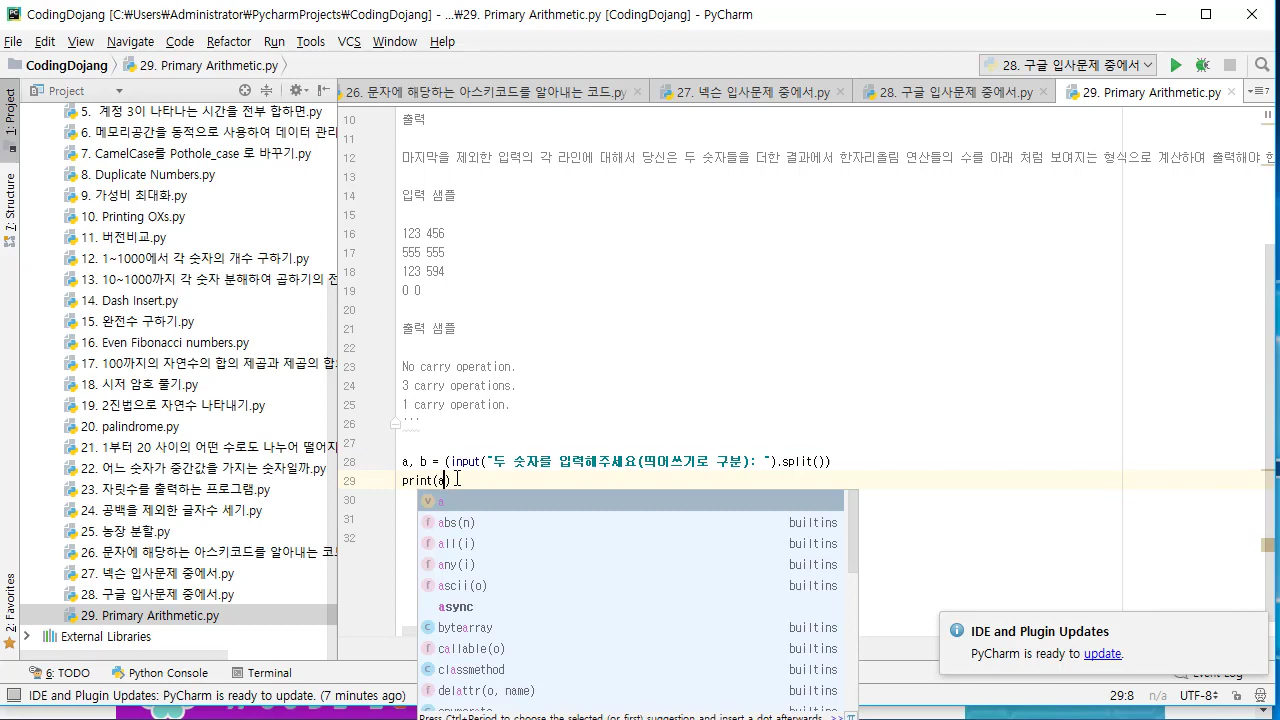 CodingDojang [C:₩Users₩Administrator₩PycharmProjects₩CodingDojang] - ...₩29. Primary Arithmetic.py [CodingDojang] - PyCharm
File Edit View Navigate Code Refactor Run Tools VCS Window Help
CodingDojang 29. Primary Arithmetic.py 28. 구글 입사문제 중에서
Project
26. 문자에 해당하는 아스키코드를 알아내는 코드.py
27. 넥슨 입사문제 중에서.py
28. 구글 입사문제 중에서.py
29. Primary Arithmetic.py
7
1: Project
7: Structure
2: Favorites
5. 계정 3이 나타나는 시간을 전부 합하면.py
6. 메모리공간을 동적으로 사용하여 데이터 관리
7. CamelCase를 Pothole_case 로 바꾸기.py
8. Duplicate Numbers.py
9. 가성비 최대화.py
10. Printing OXs.py
11. 버전비교.py
12. 1~1000에서 각 숫자의 개수 구하기.py
13. 10~1000까지 각 숫자 분해하여 곱하기의 전
14. Dash Insert.py
15. 완전수 구하기.py
16. Even Fibonacci numbers.py
17. 100까지의 자연수의 합의 제곱과 제곱의 합
18. 시저 암호 풀기.py
19. 2진법으로 자연수 나타내기.py
20. palindrome.py
21. 1부터 20 사이의 어떤 수로도 나누어 떨어지
22. 어느 숫자가 중간값을 가지는 숫자일까.py
23. 자릿수를 출력하는 프로그램.py
24. 공백을 제외한 글자수 세기.py
25. 농장 분할.py
26. 문자에 해당하는 아스키코드를 알아내는 코드
27. 넥슨 입사문제 중에서.py
28. 구글 입사문제 중에서.py
29. Primary Arithmetic.py
External Libraries
10 출력
11
12 마지막을 제외한 입력의 각 라인에 대해서 당신은 두 숫자들을 더한 결과에서 한자리올림 연산들의 수를 아래 처럼 보여지는 형식으로 계산하여 출력해야 한
13
14 입력 샘플
15
16 123 456
17 555 555
18 123 594
19 0 0
20
21 출력 샘플
22
23 No carry operation.
24 3 carry operations.
25 1 carry operation.
26 '''
27
28 a, b = (input("두 숫자를 입력해주세요(띄어쓰기로 구분): ").split())
29 print(a)
30
31
32
v a
f abs(n) builtins
f all(i) builtins
f any(i) builtins
f ascii(o) builtins
async
c bytearray builtins
f callable(o) builtins
c classmethod builtins
f delattr(o, name) builtins
c enumerate builtins
Press Ctrl+Period to choose the selected (or first) suggestion and insert a dot afterwards >> π
IDE and Plugin Updates
PyCharm is ready to update.
Event Log
6: TODO Python Console Terminal
IDE and Plugin Updates: PyCharm is ready to update. (7 minutes ago) 29:8 n/a UTF-8